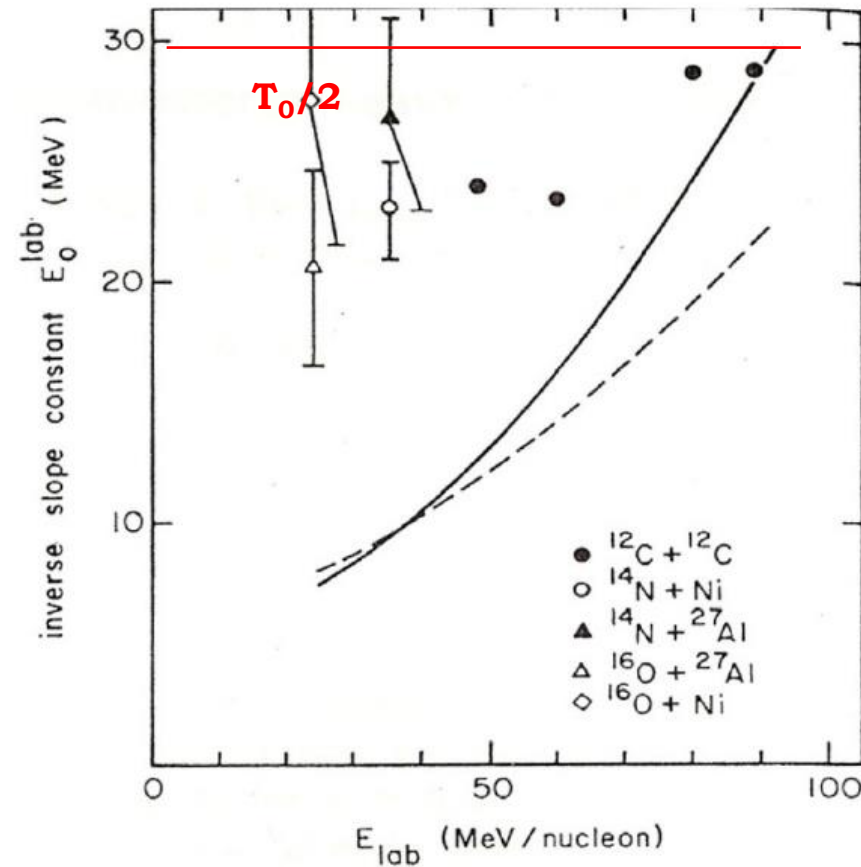 30
T₀/2
20
10
inverse slope constant E₀ˡᵃᵇ· (MeV)
¹²C + ¹²C
¹⁴N + Ni
¹⁴N + ²⁷Al
¹⁶O + ²⁷Al
¹⁶O + Ni
0 50 100
E_lab (MeV/nucleon)